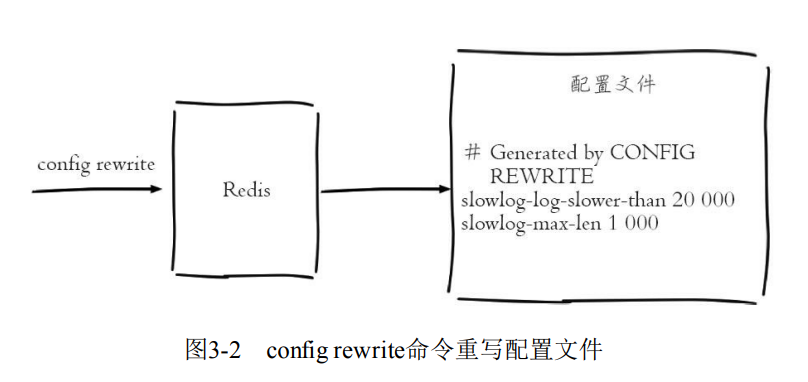 配置文件
config rewrite
# Generated by CONFIG
REWRITE
Redis
slowlog-log-slower-than 20 000
slowlog-max-len 1 000
图3-2 config rewrite命令重写配置文件